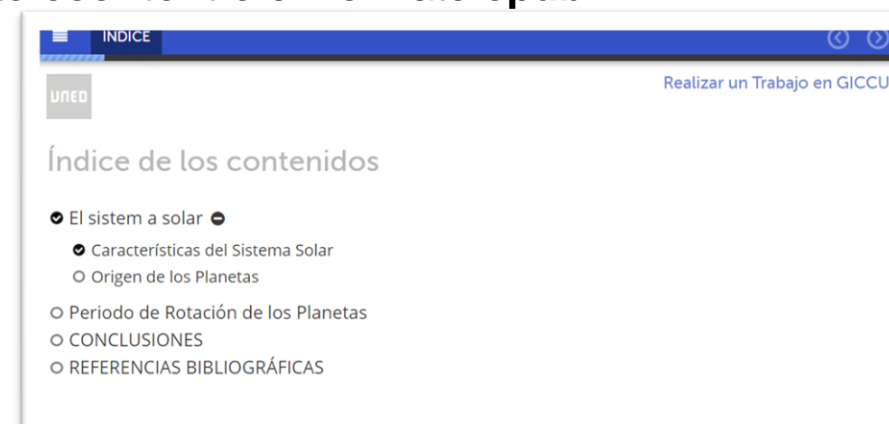 INDICE
UNED
Realizar un Trabajo en GICCU
Índice de los contenidos
El sistem a solar
Características del Sistema Solar
Origen de los Planetas
Periodo de Rotación de los Planetas
CONCLUSIONES
REFERENCIAS BIBLIOGRÁFICAS